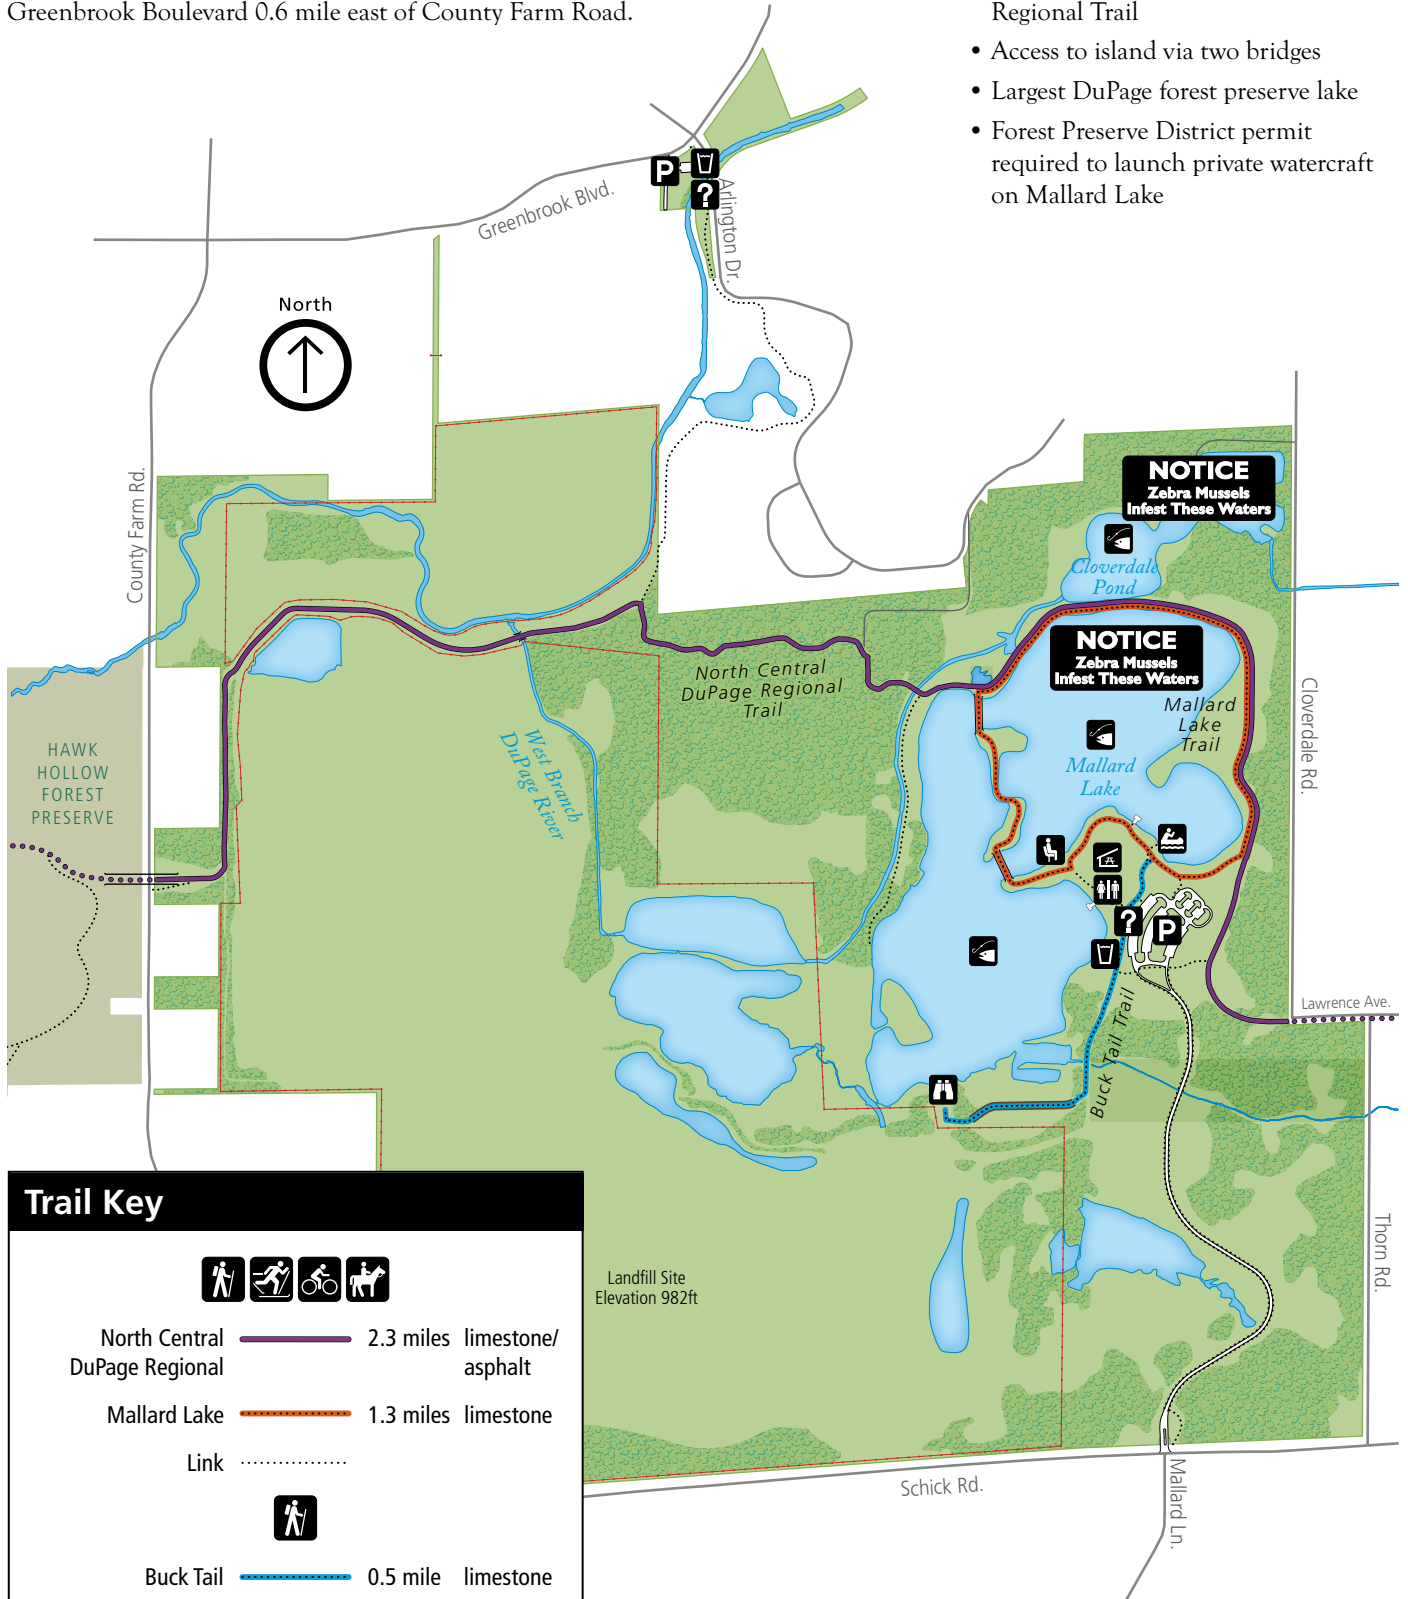 Greenbrook Boulevard 0.6 mile east of County Farm Road.
Regional Trail
• Access to island via two bridges
• Largest DuPage forest preserve lake
• Forest Preserve District permit
required to launch private watercraft
on Mallard Lake
P
?
Greenbrook Blvd.
Arlington Dr.
North
County Farm Rd.
NOTICE
Zebra Mussels
Infest These Waters
Cloverdale
Pond
NOTICE
Zebra Mussels
Infest These Waters
North Central
DuPage Regional
Trail
Mallard
Lake
Trail
Cloverdale Rd.
HAWK
HOLLOW
FOREST
PRESERVE
West Branch
DuPage River
Mallard
Lake
?
P
Lawrence Ave.
Buck Tail Trail
Thorn Rd.
Landfill Site
Elevation 982ft
Schick Rd.
Mallard Ln.
Trail Key
North Central 2.3 miles limestone/
DuPage Regional asphalt
Mallard Lake 1.3 miles limestone
Link
Buck Tail 0.5 mile limestone